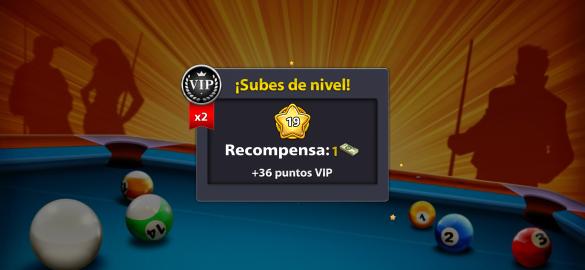 VIP
¡Subes de nivel!
x2
19
Recompensa: 1
+36 puntos VIP
14
1
2
3